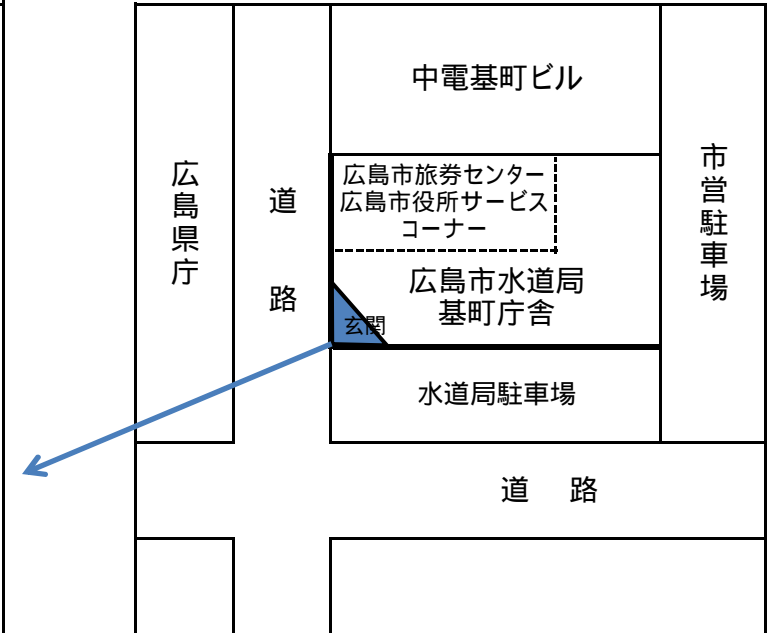 中電基町ビル
広島県庁
道路
広島市旅券センター
広島市役所サービス
コーナー
市営駐車場
広島市水道局
基町庁舎
玄関
水道局駐車場
道　路